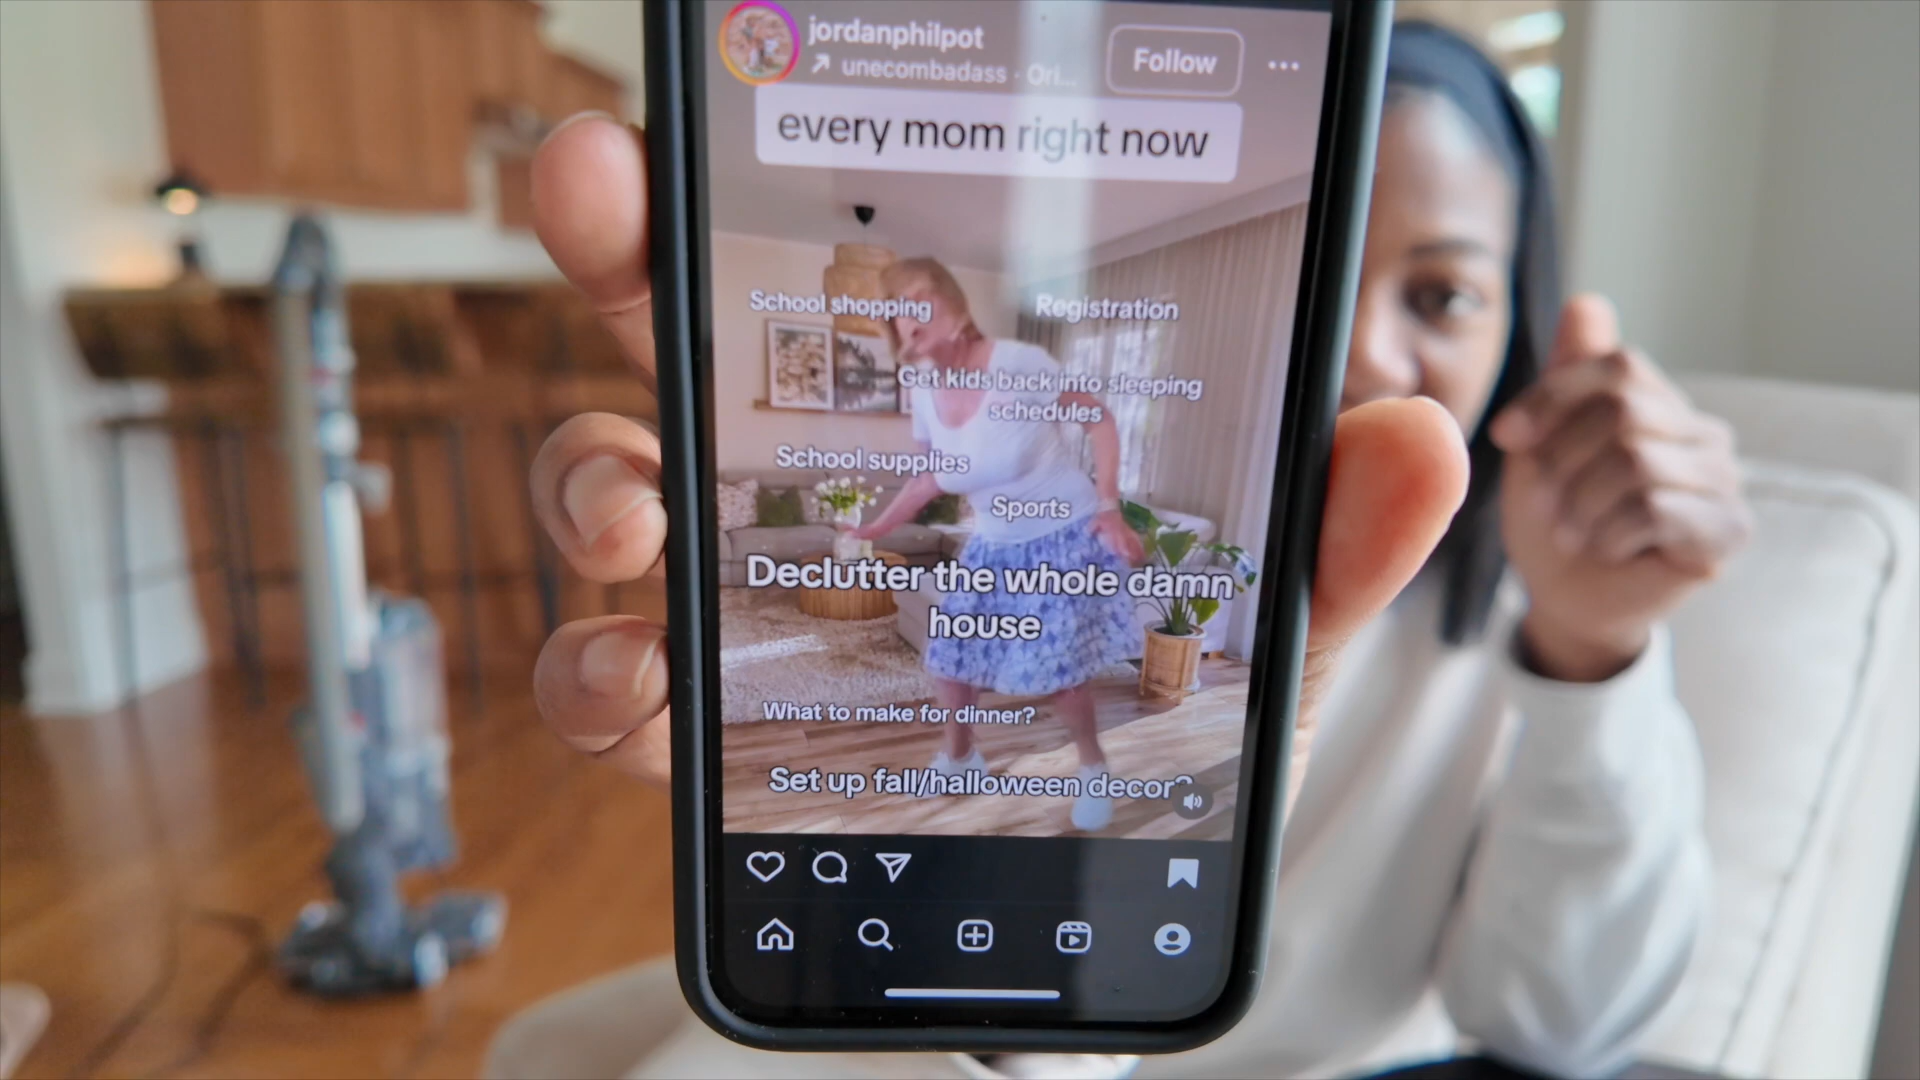 jordanphilpot
unecombadass · Ori...
Follow
every mom right now
School shopping
Registration
Get kids back into sleeping
schedules
School supplies
Sports
Declutter the whole damn
house
What to make for dinner?
Set up fall/halloween decor?